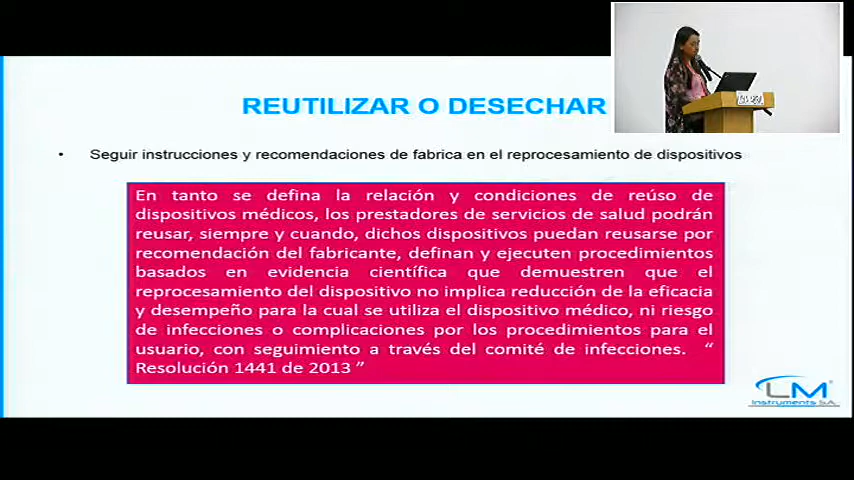 REUTILIZAR O DESECHAR
• Seguir instrucciones y recomendaciones de fabrica en el reprocesamiento de dispositivos
En tanto se defina la relación y condiciones de reúso de
dispositivos médicos, los prestadores de servicios de salud podrán
reusar, siempre y cuando, dichos dispositivos puedan reusarse por
recomendación del fabricante, definan y ejecuten procedimientos
basados en evidencia científica que demuestren que el
reprocesamiento del dispositivo no implica reducción de la eficacia
y desempeño para la cual se utiliza el dispositivo médico, ni riesgo
de infecciones o complicaciones por los procedimientos para el
usuario, con seguimiento a través del comité de infecciones. “
Resolución 1441 de 2013 ”
LM
Instruments S.A.